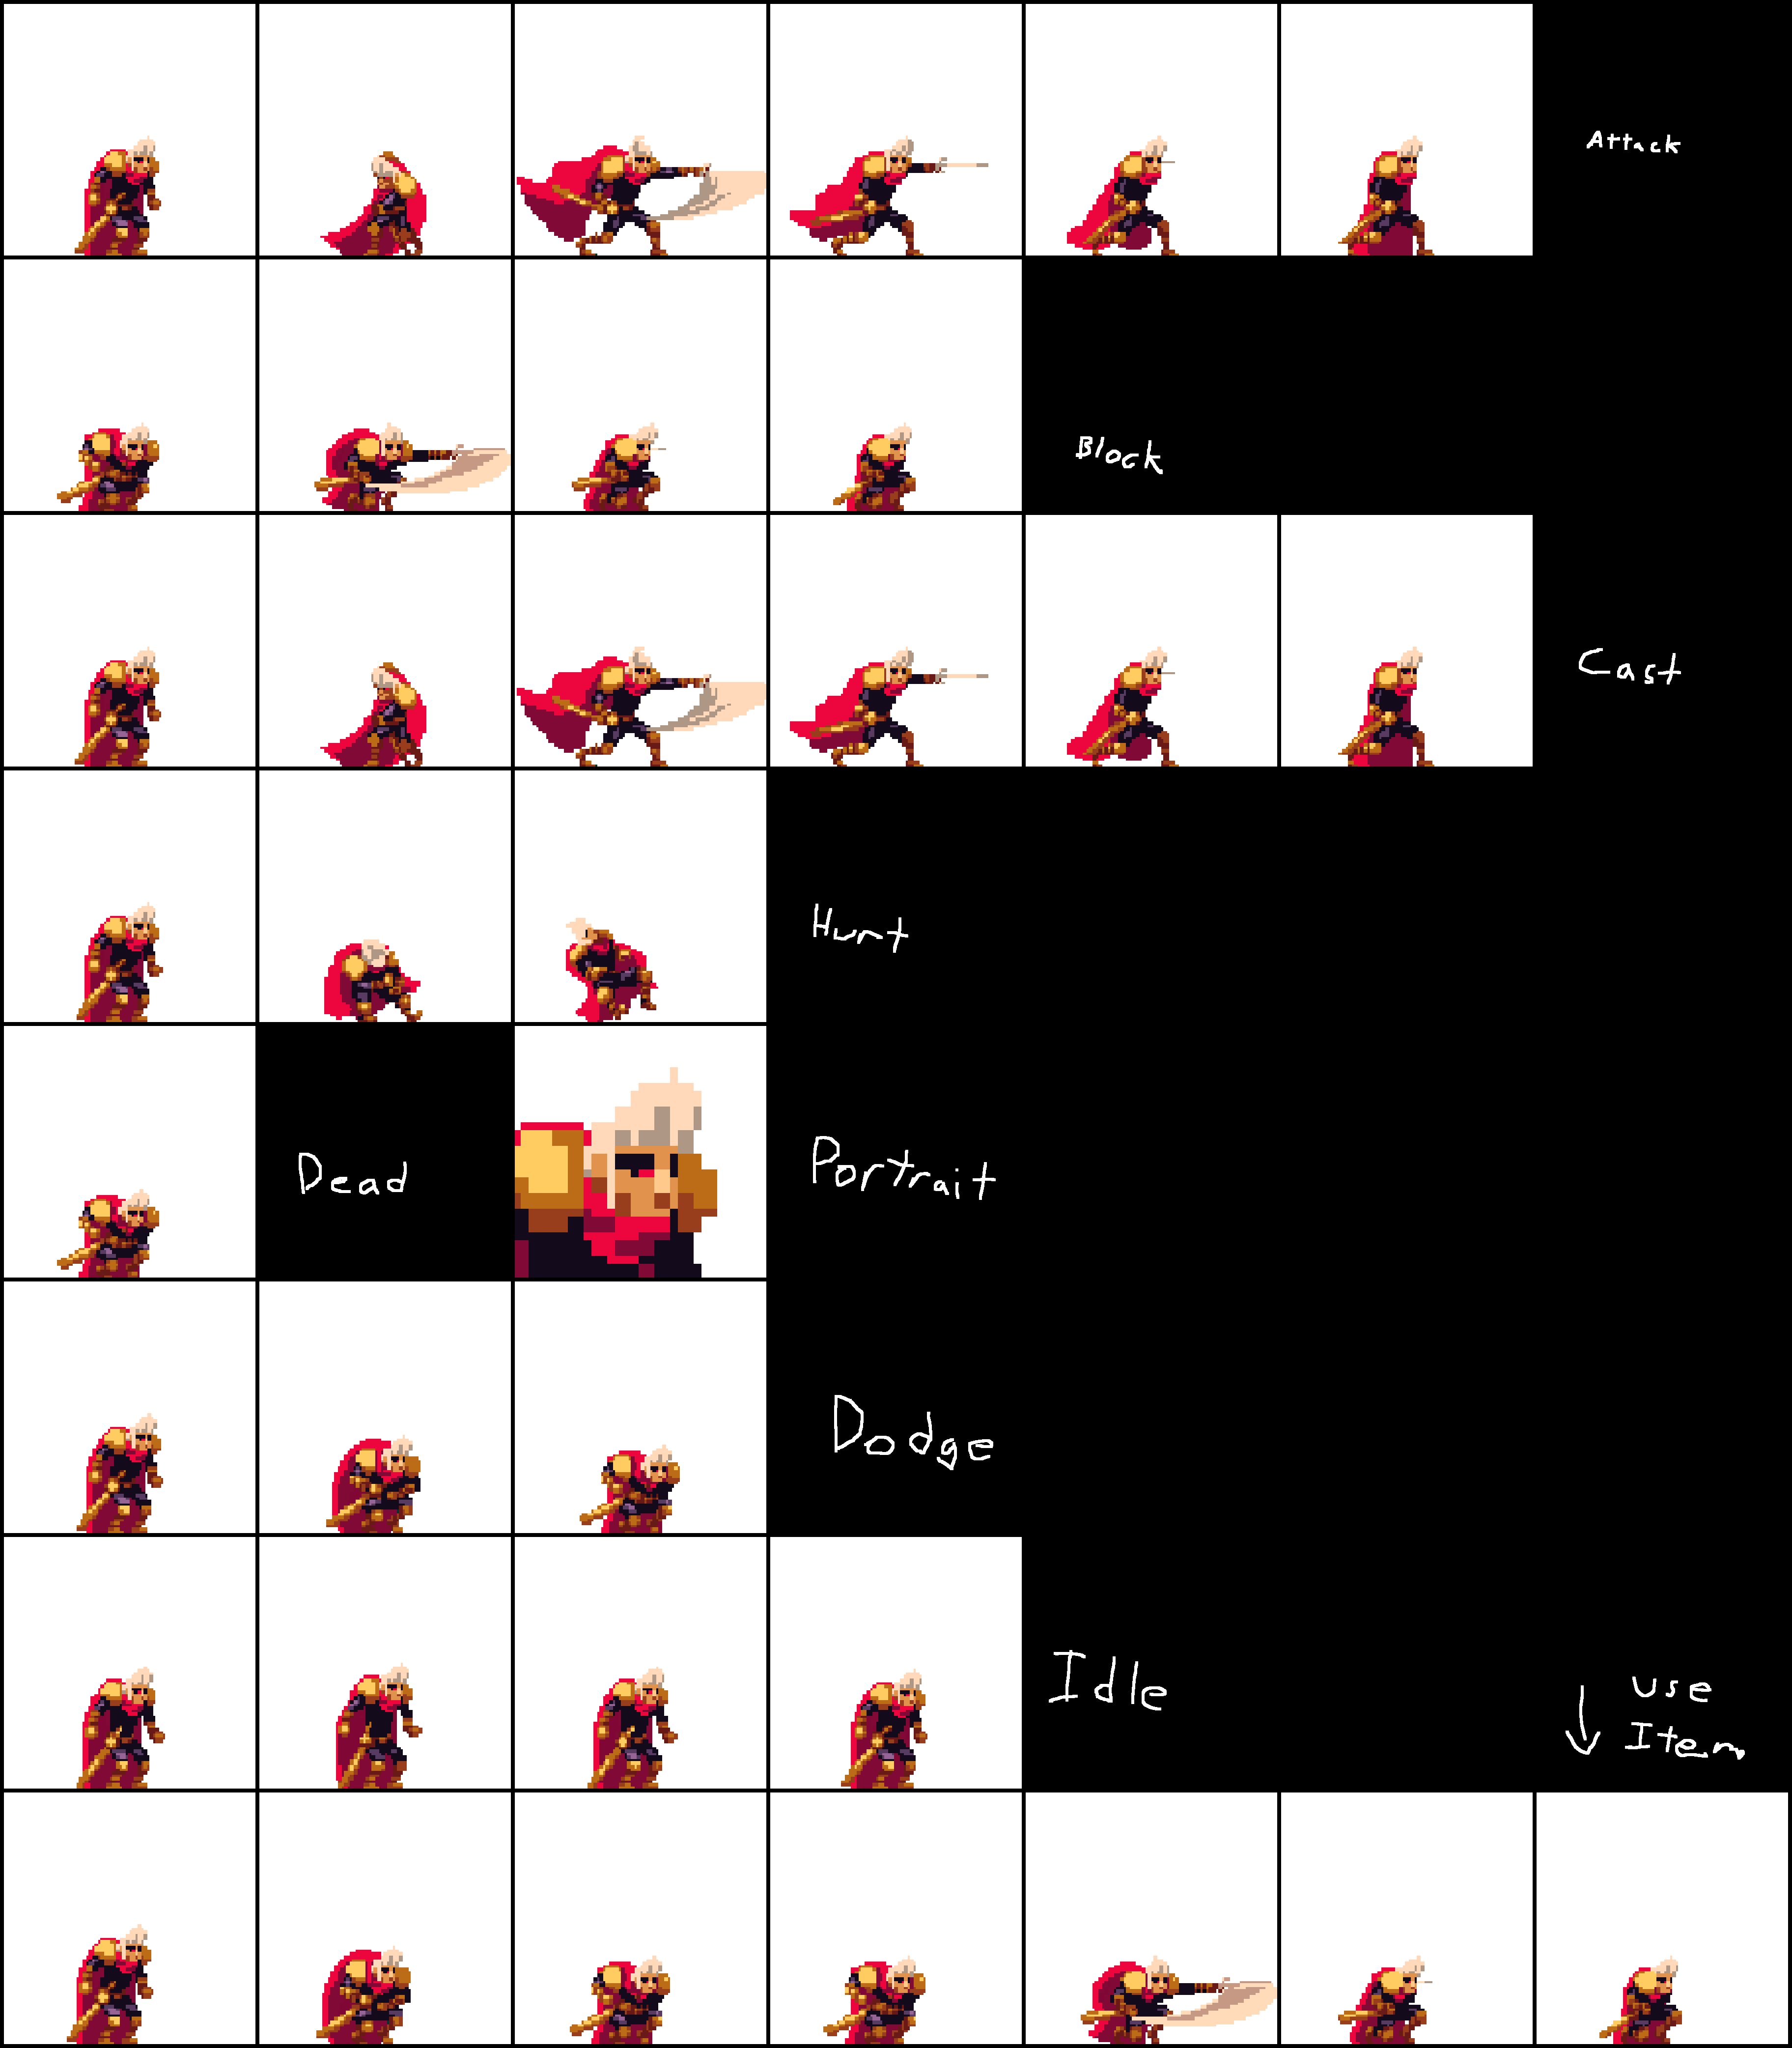 Attack
Block
Cast
Hurt
Dead
Portrait
Dodge
Idle
Use
Item